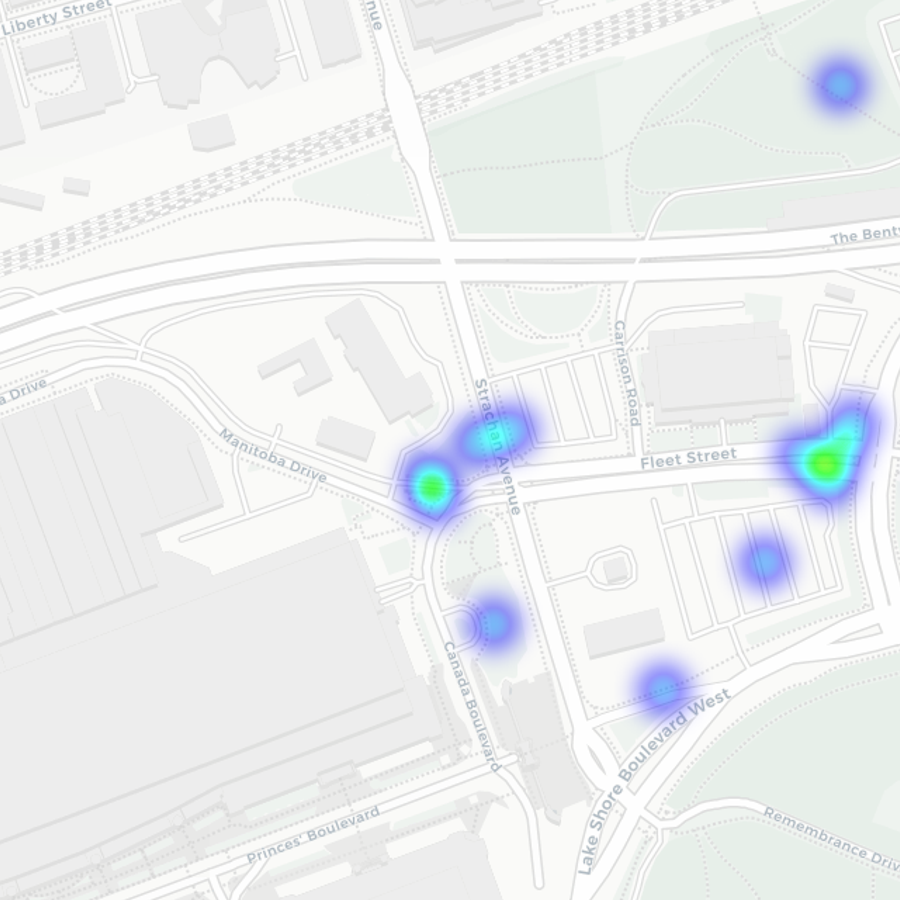 Liberty Street
nue
The Bent
a Drive
Garrison Road
Strachan Avenue
Manitoba Drive
Fleet Street
Canada Boulevard
Lake Shore Boulevard West
Princes' Boulevard
Remembrance Driv